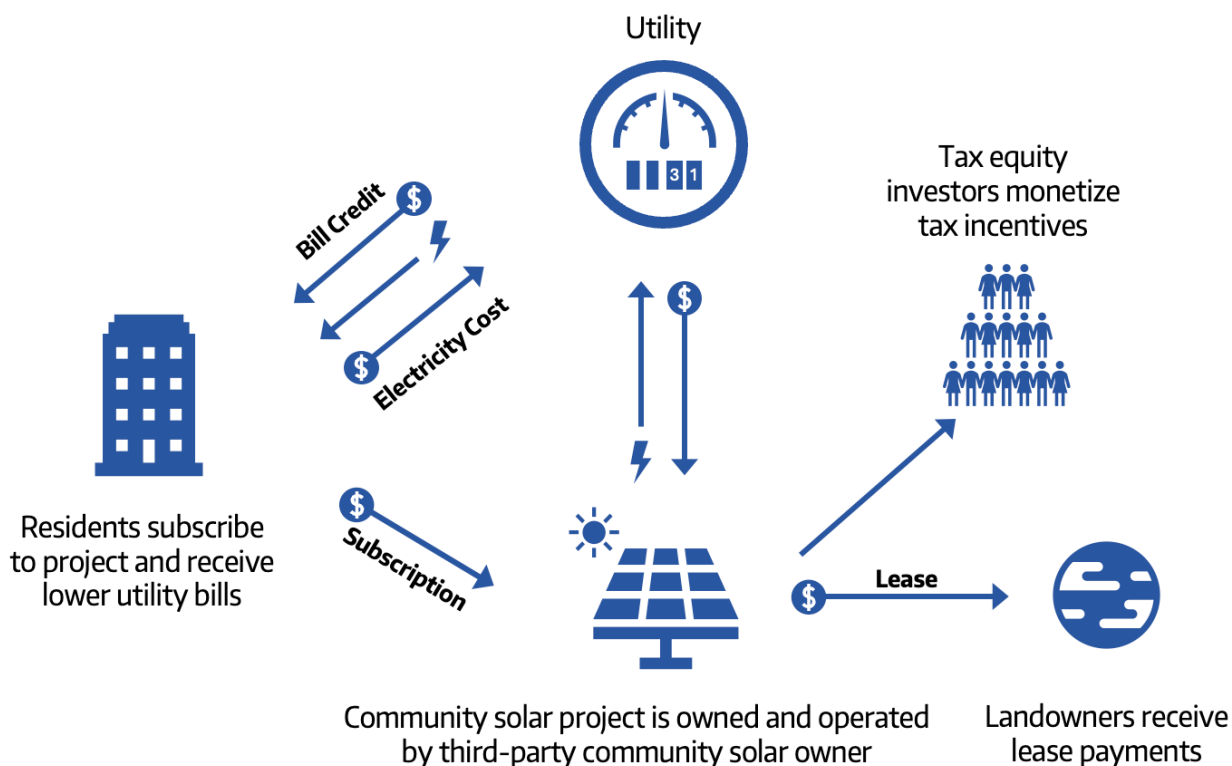 Utility
$
Bill Credit
3 1
Tax equity
investors monetize
tax incentives
$
$
Electricity Cost
$
Subscription
Residents subscribe
to project and receive
lower utility bills
$
Lease
Community solar project is owned and operated
by third-party community solar owner
Landowners receive
lease payments